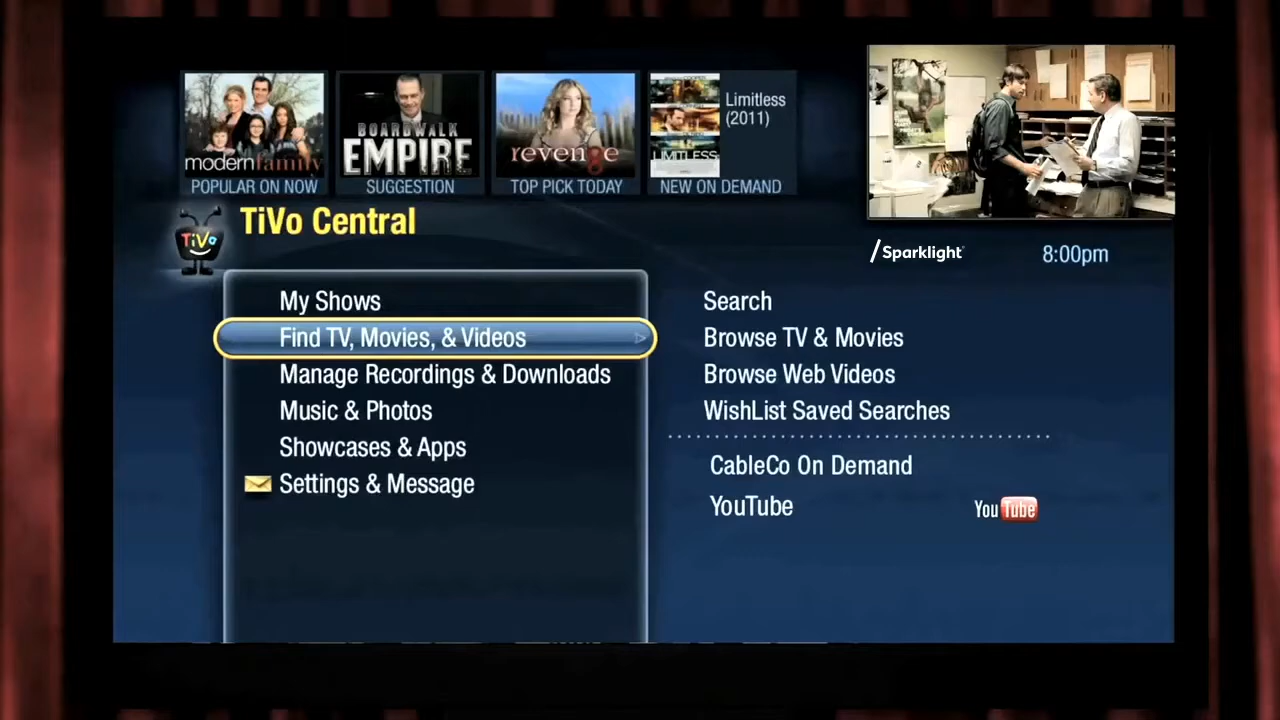 modern family
BOARDWALK
EMPIRE
revenge
LIMITLESS
Limitless
(2011)
POPULAR ON NOW
SUGGESTION
TOP PICK TODAY
NEW ON DEMAND
TiVo
TiVo Central
Sparklight
8:00pm
My Shows
Find TV, Movies, & Videos
Manage Recordings & Downloads
Music & Photos
Showcases & Apps
Settings & Message
Search
Browse TV & Movies
Browse Web Videos
WishList Saved Searches
CableCo On Demand
YouTube
YouTube